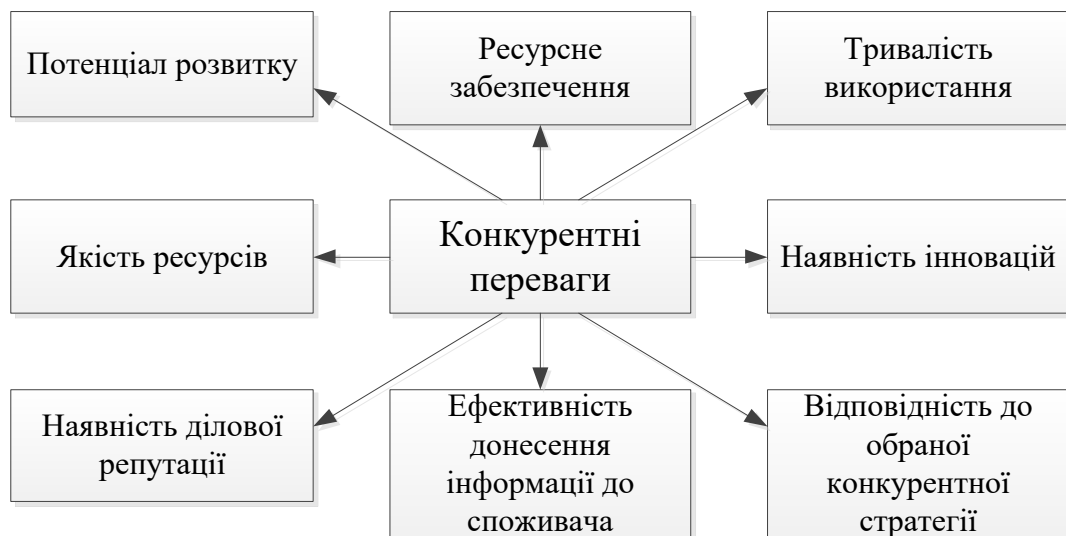 Потенціал розвитку
Ресурсне
забезпечення
Тривалість
використання
Якість ресурсів
Конкурентні
переваги
Наявність інновацій
Наявність ділової
репутації
Ефективність
донесення
інформації до
споживача
Відповідність до
обраної
конкурентної
стратегії